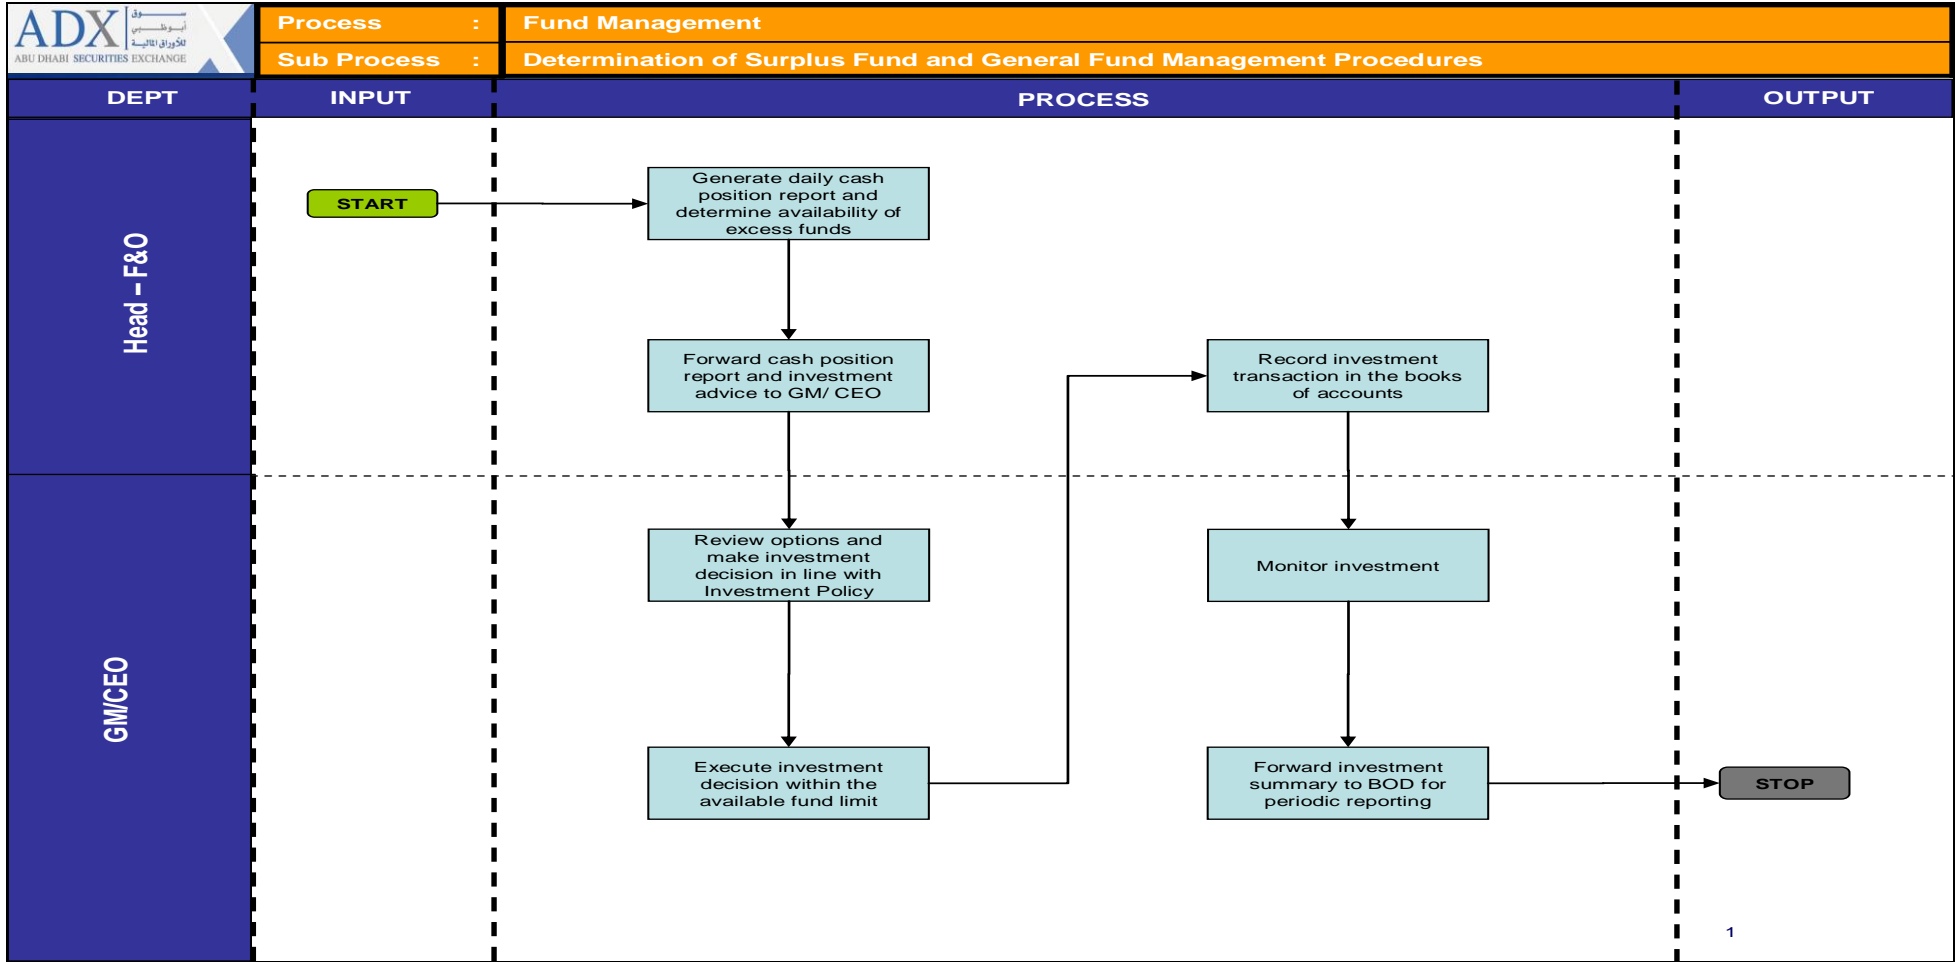 ADX
سوق
أبوظبي
للأوراق المالية
ABU DHABI SECURITIES EXCHANGE
Process : Fund Management
Sub Process : Determination of Surplus Fund and General Fund Management Procedures
DEPT INPUT PROCESS OUTPUT
Head – F&O
START
Generate daily cash
position report and
determine availability of
excess funds
Forward cash position
report and investment
advice to GM/ CEO
Record investment
transaction in the books
of accounts
GM/CEO
Review options and
make investment
decision in line with
Investment Policy
Monitor investment
Execute investment
decision within the
available fund limit
Forward investment
summary to BOD for
periodic reporting
STOP
1